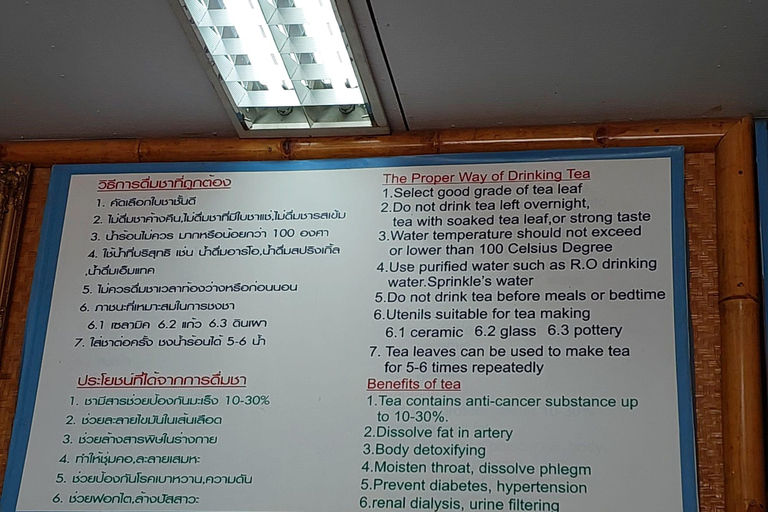 วิธีการดื่มชาที่ถูกต้อง
1. คัดเลือกใบชาชั้นดี
2. ไม่ดื่มชาค้างคืน,ไม่ดื่มชาที่มีใบชาแช่,ไม่ดื่มชารสเข้ม
3. น้ำร้อนไม่ควร มากหรือน้อยกว่า 100 องศา
4. ใช้น้ำที่บริสุทธิ เช่น น้ำดื่มอาร์โอ,น้ำดื่มสปริงเกิ้ล
,น้ำดื่มเอ็มแทค
5. ไม่ควรดื่มชาเวลาท้องว่างหรือก่อนนอน
6. ภาชนะที่เหมาะสมในการชงชา
6.1 เซลามิค 6.2 แก้ว 6.3 ดินเผา
7. ใส่ชาต่อครั้ง ชงน้ำร้อนได้ 5-6 น้ำ
ประโยชน์ที่ได้จากการดื่มชา
1. ชามีสารช่วยป้องกันมะเร็ง 10-30%
2. ช่วยละลายไขมันในเส้นเลือด
3. ช่วยล้างสารพิษในร่างกาย
4. ทำให้ชุ่มคอ,ละลายเสมหะ
5. ช่วยป้องกันโรคเบาหวาน,ความดัน
6. ช่วยฟอกไต,ล้างปัสสาวะ
The Proper Way of Drinking Tea
1.Select good grade of tea leaf
2.Do not drink tea left overnight,
tea with soaked tea leaf,or strong taste
3.Water temperature should not exceed
or lower than 100 Celsius Degree
4.Use purified water such as R.O drinking
water.Sprinkle's water
5.Do not drink tea before meals or bedtime
6.Utenils suitable for tea making
6.1 ceramic 6.2 glass 6.3 pottery
7. Tea leaves can be used to make tea
for 5-6 times repeatedly
Benefits of tea
1.Tea contains anti-cancer substance up
to 10-30%.
2.Dissolve fat in artery
3.Body detoxifying
4.Moisten throat, dissolve phlegm
5.Prevent diabetes, hypertension
6.renal dialysis, urine filtering